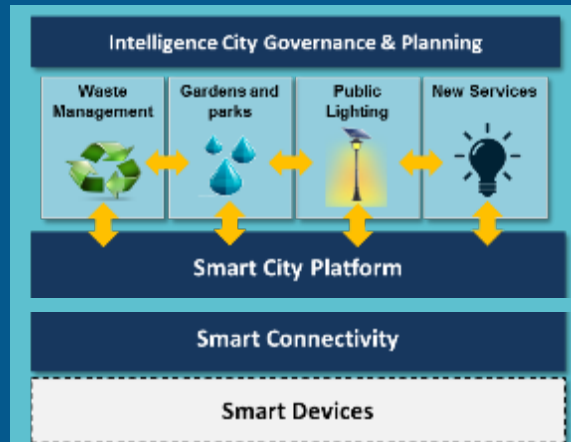 Intelligence City Governance & Planning
Waste
Management
Gardens and
parks
Public
Lighting
New Services
Smart City Platform
Smart Connectivity
Smart Devices